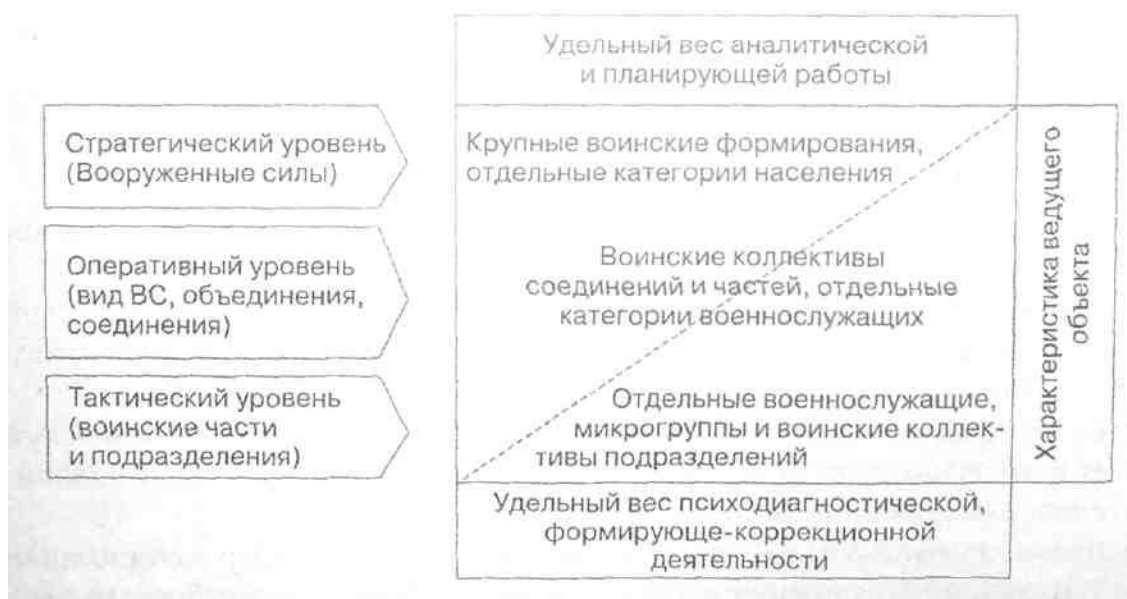 Удельный вес аналитической
и планирующей работы
Стратегический уровень
(Вооруженные силы)
Крупные воинские формирования,
отдельные категории населения
Оперативный уровень
(вид ВС, объединения,
соединения)
Воинские коллективы
соединений и частей, отдельные
категории военнослужащих
Тактический уровень
(воинские части
и подразделения)
Отдельные военнослужащие,
микрогруппы и воинские коллек-
тивы подразделений
Характеристика ведущего
объекта
Удельный вес психодиагностической,
формирующе-коррекционной
деятельности